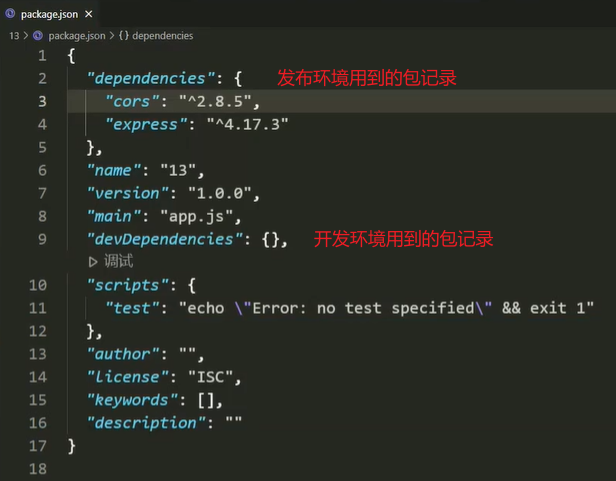 package.json ×
13 > package.json > {} dependencies
1 {
2 "dependencies": { 发布环境用到的包记录
3 "cors": "^2.8.5",
4 "express": "^4.17.3"
5 },
6 "name": "13",
7 "version": "1.0.0",
8 "main": "app.js",
9 "devDependencies": {}, 开发环境用到的包记录
调试
10 "scripts": {
11 "test": "echo \"Error: no test specified\" && exit 1"
12 },
13 "author": "",
14 "license": "ISC",
15 "keywords": [],
16 "description": ""
17 }
18